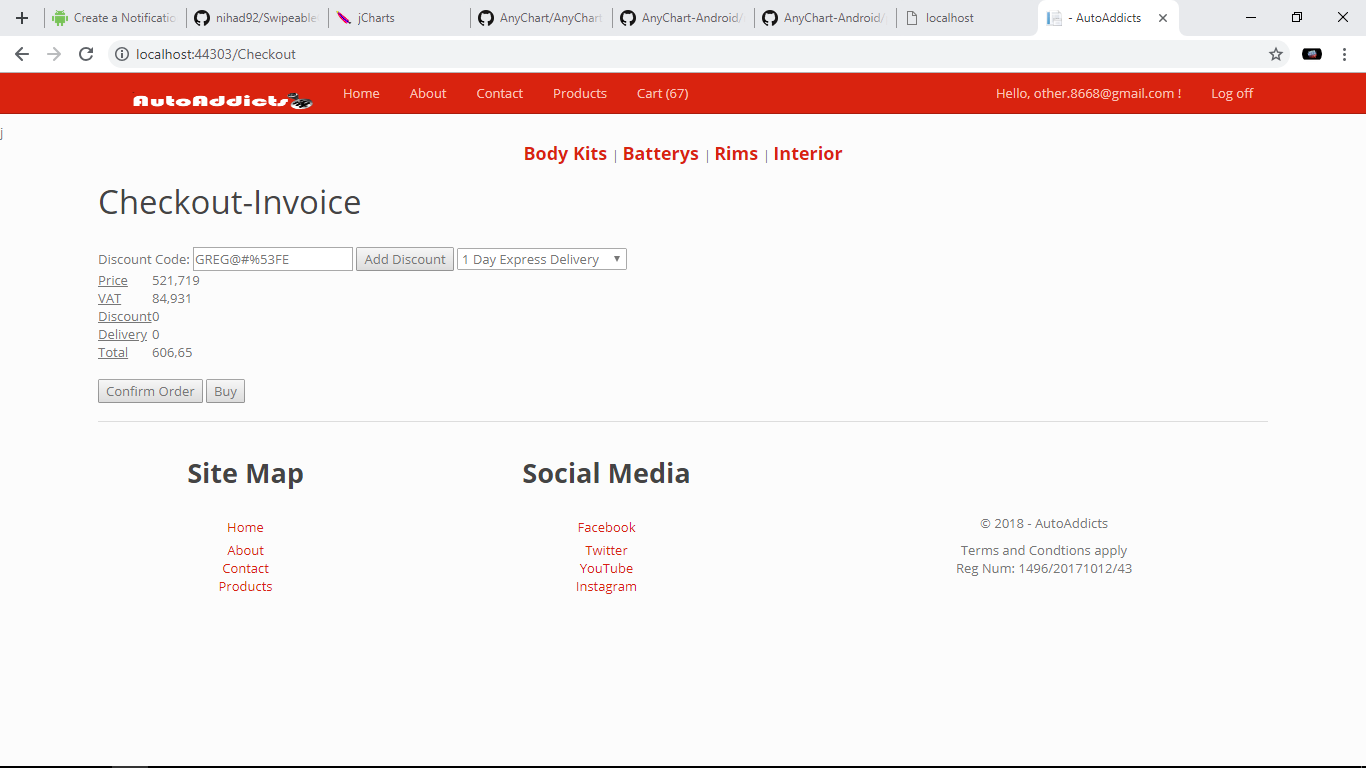 Create a Notificatio
nihad92/Swipeable
jCharts
AnyChart/AnyChart
AnyChart-Android/
AnyChart-Android/
localhost
- AutoAddicts
localhost:44303/Checkout
AutoAddicts Home About Contact Products Cart (67) Hello, other.8668@gmail.com ! Log off
j
Body Kits | Batterys | Rims | Interior
Checkout-Invoice
Discount Code: GREG@#%53FE Add Discount 1 Day Express Delivery
Price 521,719
VAT 84,931
Discount 0
Delivery 0
Total 606,65
Confirm Order Buy
Site Map
Home
About
Contact
Products
Social Media
Facebook
Twitter
YouTube
Instagram
© 2018 - AutoAddicts
Terms and Condtions apply
Reg Num: 1496/20171012/43